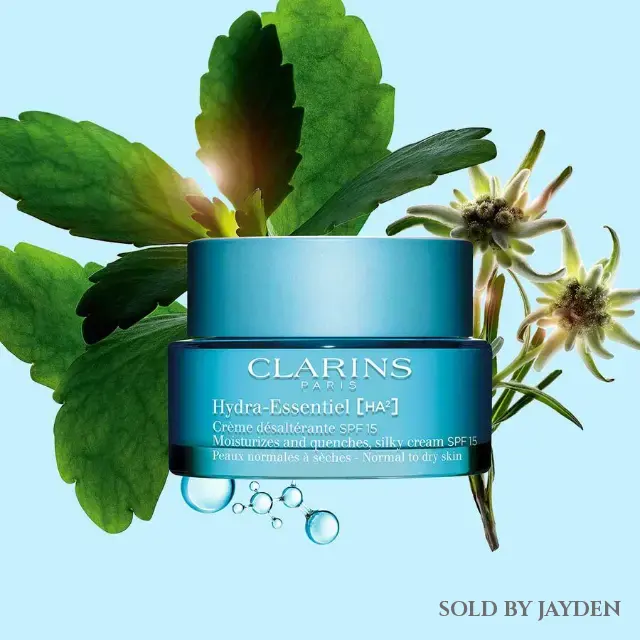 CLARINS
PARIS
Hydra-Essentiel [HA²]
Crème désaltérante SPF 15
Moisturizes and quenches, silky cream SPF 15
Peaux normales à sèches - Normal to dry skin
SOLD BY JAYDEN